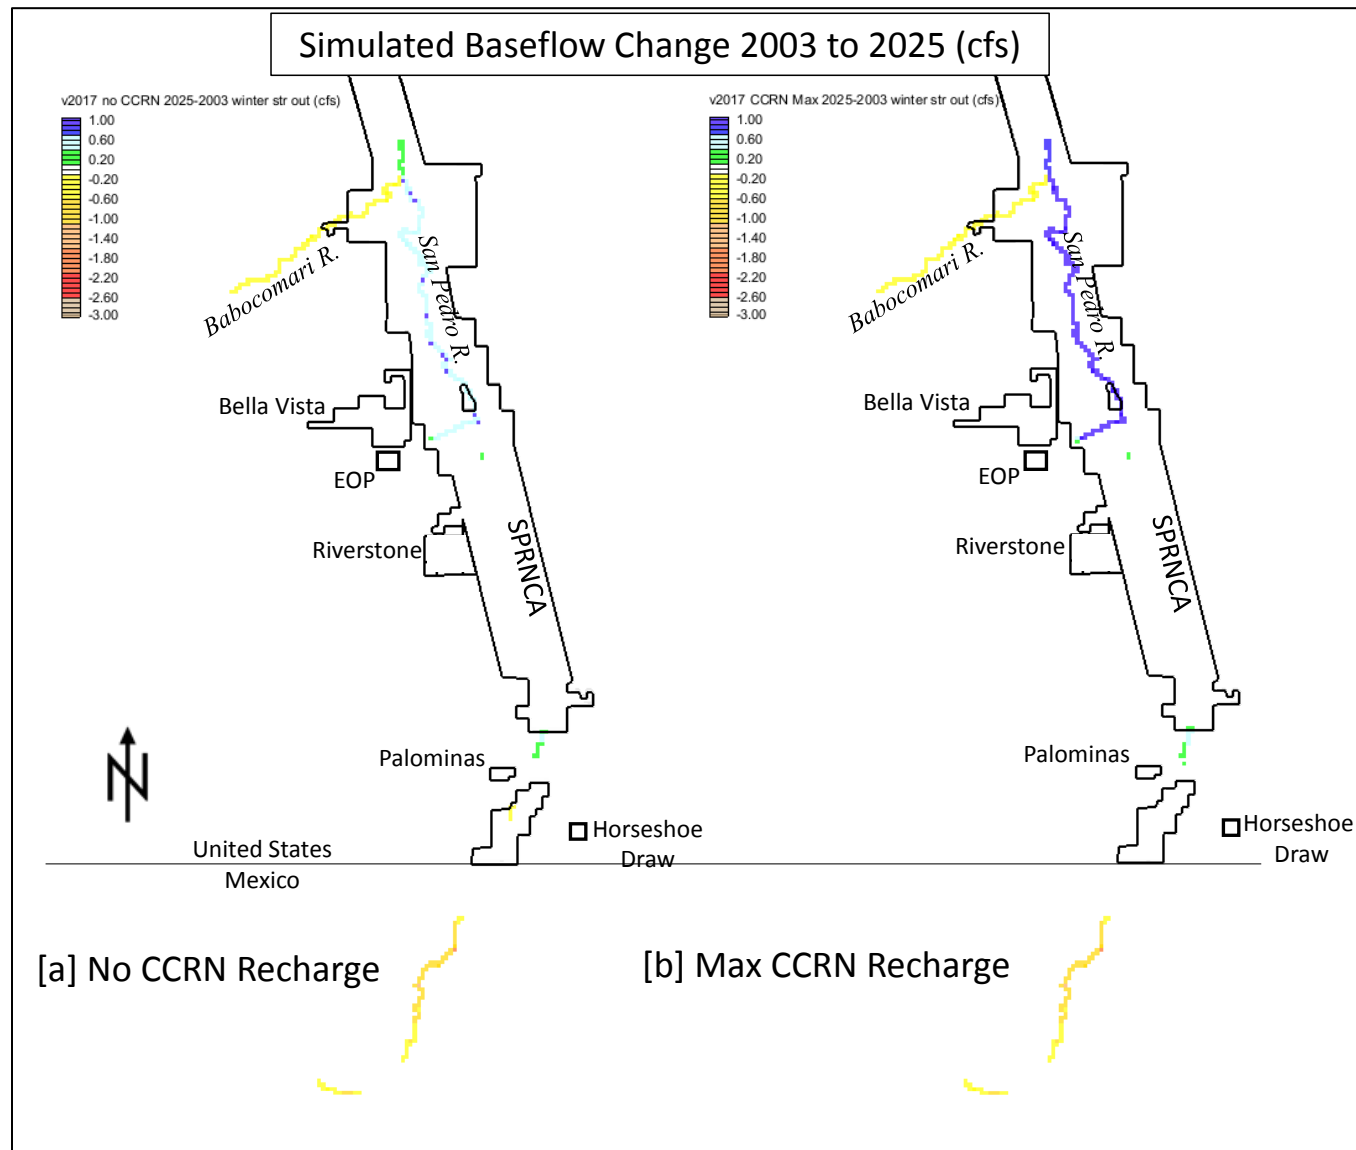 Simulated Baseflow Change 2003 to 2025 (cfs)
v2017 no CCRN 2025-2003 winter str out (cfs)
1.00
0.60
0.20
-0.20
-0.60
-1.00
-1.40
-1.80
-2.20
-2.60
-3.00
Babocomari R.
San Pedro R.
Bella Vista
EOP
Riverstone
SPRNCA
Palominas
Horseshoe
Draw
United States
Mexico
N
[a] No CCRN Recharge
v2017 CCRN Max 2025-2003 winter str out (cfs)
1.00
0.60
0.20
-0.20
-0.60
-1.00
-1.40
-1.80
-2.20
-2.60
-3.00
Babocomari R.
San Pedro R.
Bella Vista
EOP
Riverstone
SPRNCA
Palominas
Horseshoe
Draw
[b] Max CCRN Recharge